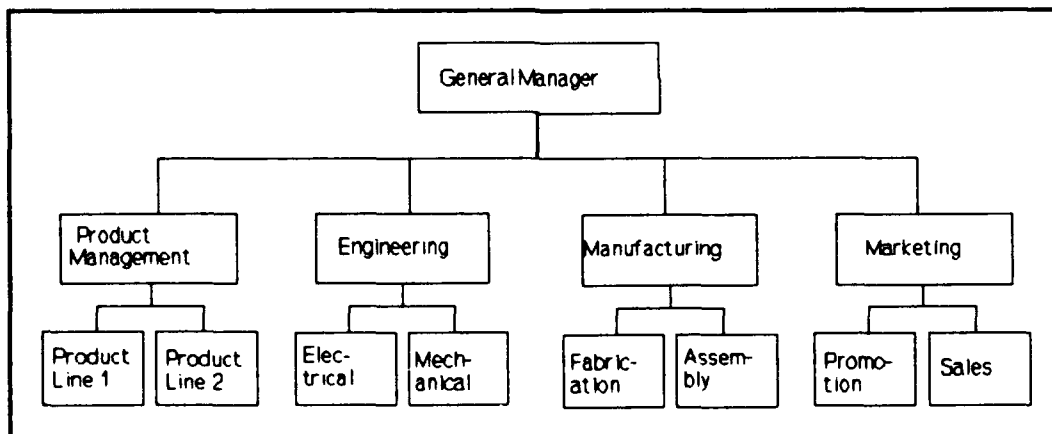 General Manager
Product
Management
Engineering
Manufacturing
Marketing
Product
Line 1
Product
Line 2
Elec-
trical
Mech-
anical
Fabric-
ation
Assem-
bly
Promo-
tion
Sales